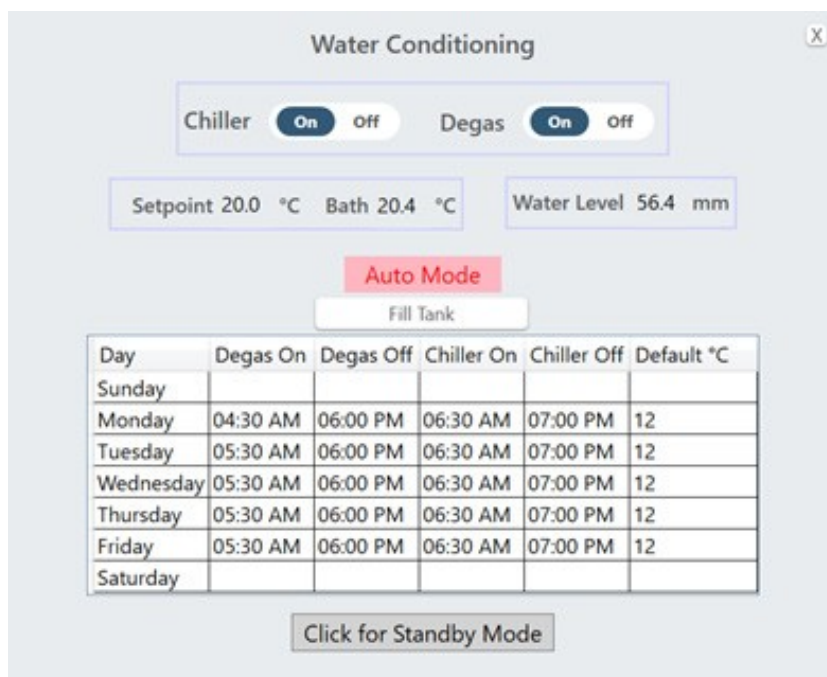 Water Conditioning
X
Chiller On Off Degas On Off
Setpoint 20.0 °C Bath 20.4 °C Water Level 56.4 mm
Auto Mode
Fill Tank
Day Degas On Degas Off Chiller On Chiller Off Default °C
Sunday
Monday 04:30 AM 06:00 PM 06:30 AM 07:00 PM 12
Tuesday 05:30 AM 06:00 PM 06:30 AM 07:00 PM 12
Wednesday 05:30 AM 06:00 PM 06:30 AM 07:00 PM 12
Thursday 05:30 AM 06:00 PM 06:30 AM 07:00 PM 12
Friday 05:30 AM 06:00 PM 06:30 AM 07:00 PM 12
Saturday
Click for Standby Mode